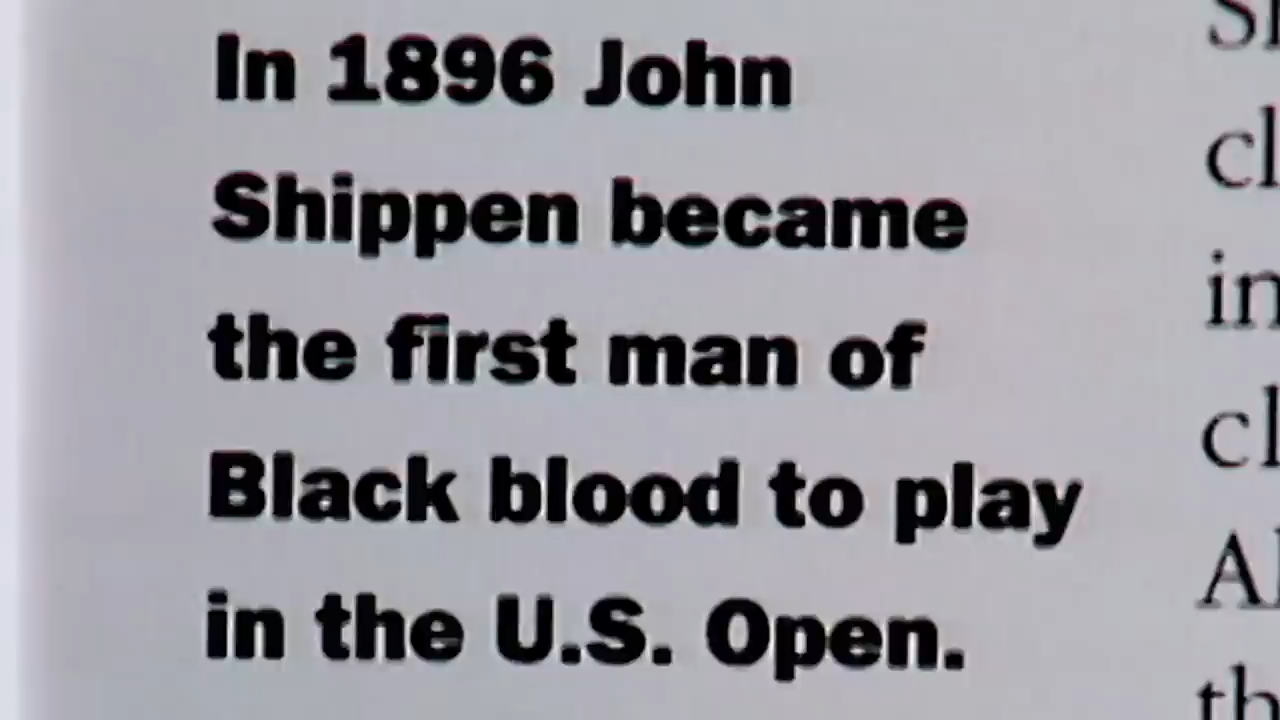 In 1896 John
Shippen became
the first man of
Black blood to play
in the U.S. Open.